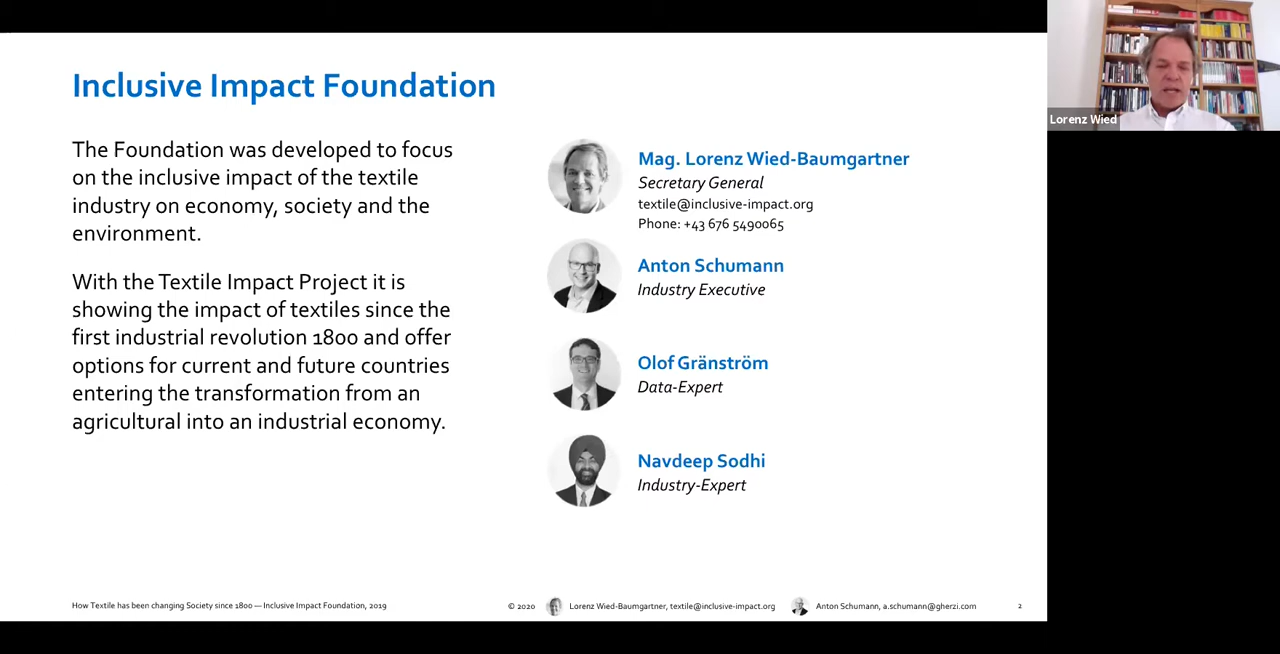 Inclusive Impact Foundation
The Foundation was developed to focus
on the inclusive impact of the textile
industry on economy, society and the
environment.
With the Textile Impact Project it is
showing the impact of textiles since the
first industrial revolution 1800 and offer
options for current and future countries
entering the transformation from an
agricultural into an industrial economy.
Mag. Lorenz Wied-Baumgartner
Secretary General
textile@inclusive-impact.org
Phone: +43 676 5490065
Anton Schumann
Industry Executive
Olof Gränström
Data-Expert
Navdeep Sodhi
Industry-Expert
How Textile has been changing Society since 1800 — Inclusive Impact Foundation, 2019
© 2020 Lorenz Wied-Baumgartner, textile@inclusive-impact.org Anton Schumann, a.schumann@gherzi.com 2
Lorenz Wied